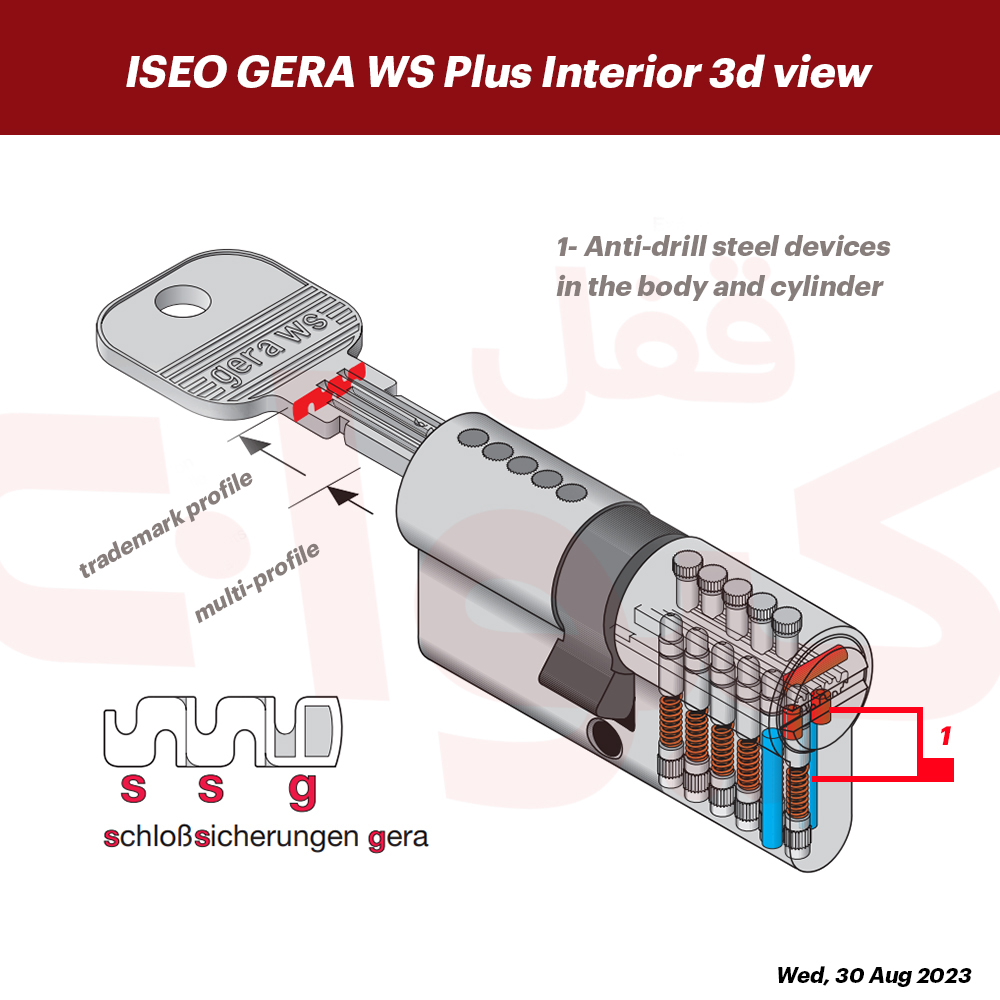 ISEO GERA WS Plus Interior 3d view
1- Anti-drill steel devices
in the body and cylinder
قفل
gera ws
trademark profile
multi-profile
1
s s g
schloßsicherungen gera
Wed, 30 Aug 2023